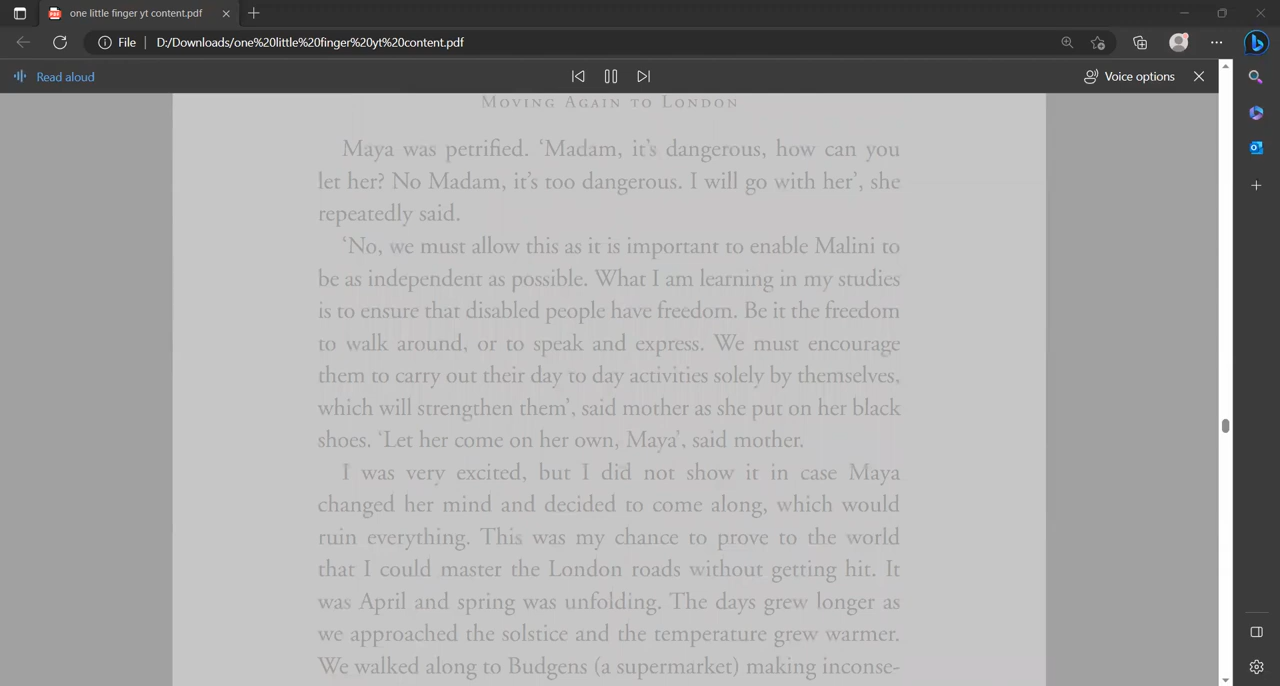 one little finger yt content.pdf
File
D:/Downloads/one%20little%20finger%20yt%20content.pdf
Read aloud
Voice options
MOVING AGAIN TO LONDON
Maya was petrified. ‘Madam, it’s dangerous, how can you
let her? No Madam, it’s too dangerous. I will go with her’, she
repeatedly said.
‘No, we must allow this as it is important to enable Malini to
be as independent as possible. What I am learning in my studies
is to ensure that disabled people have freedom. Be it the freedom
to walk around, or to speak and express. We must encourage
them to carry out their day to day activities solely by themselves,
which will strengthen them’, said mother as she put on her black
shoes. ‘Let her come on her own, Maya’, said mother.
I was very excited, but I did not show it in case Maya
changed her mind and decided to come along, which would
ruin everything. This was my chance to prove to the world
that I could master the London roads without getting hit. It
was April and spring was unfolding. The days grew longer as
we approached the solstice and the temperature grew warmer.
We walked along to Budgens (a supermarket) making inconse-